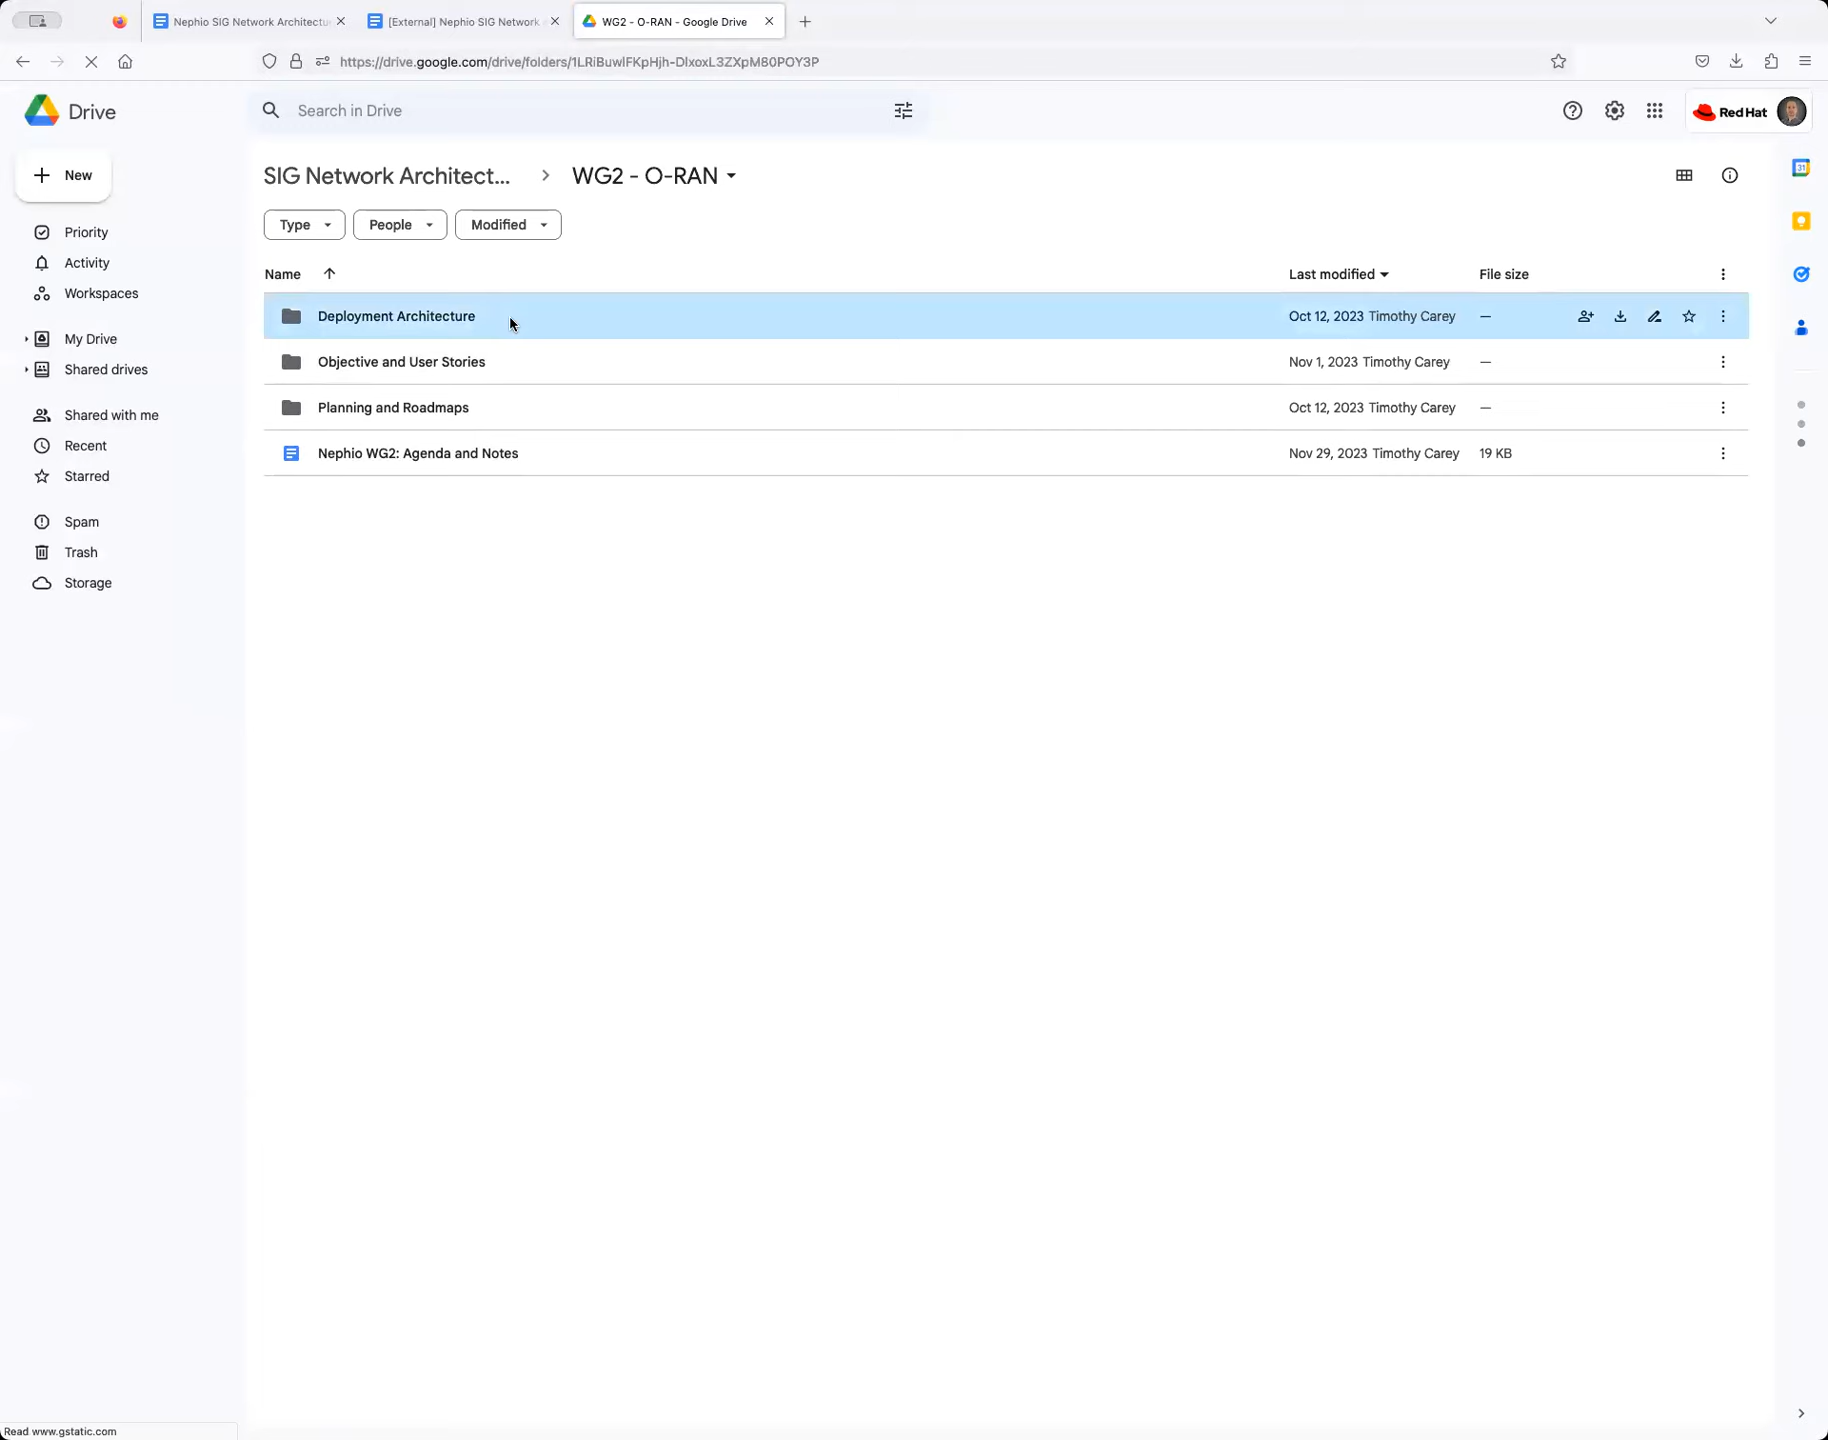 Nephio SIG Network Architectu
[External] Nephio SIG Network
WG2 - O-RAN - Google Drive
https://drive.google.com/drive/folders/1LRiBuwlFKpHjh-DlxoxL3ZXpM80POY3P
Drive
Search in Drive
Red Hat
New
SIG Network Architect... > WG2 - O-RAN
Type
People
Modified
Priority
Activity
Workspaces
My Drive
Shared drives
Shared with me
Recent
Starred
Spam
Trash
Storage
Name Last modified File size
Deployment Architecture Oct 12, 2023 Timothy Carey —
Objective and User Stories Nov 1, 2023 Timothy Carey —
Planning and Roadmaps Oct 12, 2023 Timothy Carey —
Nephio WG2: Agenda and Notes Nov 29, 2023 Timothy Carey 19 KB
31
Read www.gstatic.com